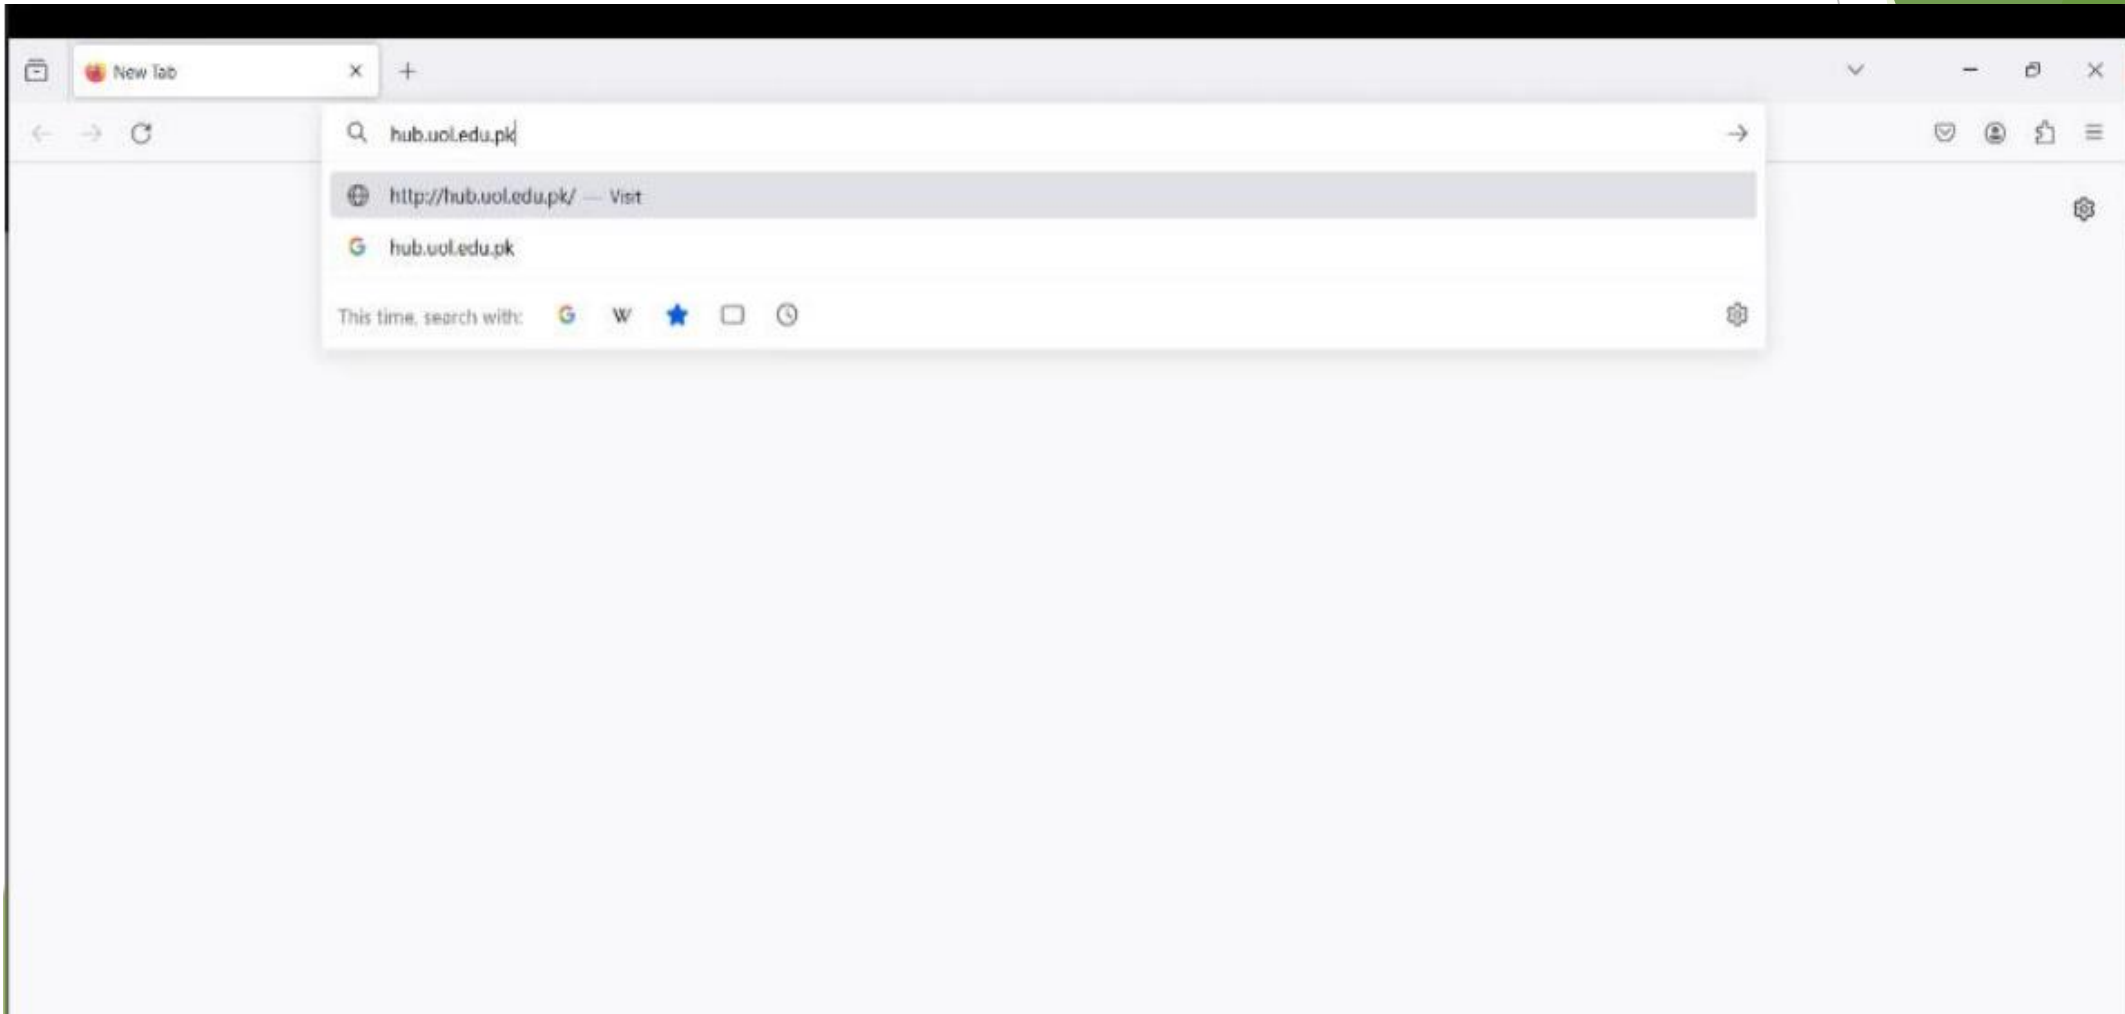 New Tab
hub.uol.edu.pk
http://hub.uol.edu.pk/ — Visit
hub.uol.edu.pk
This time, search with: